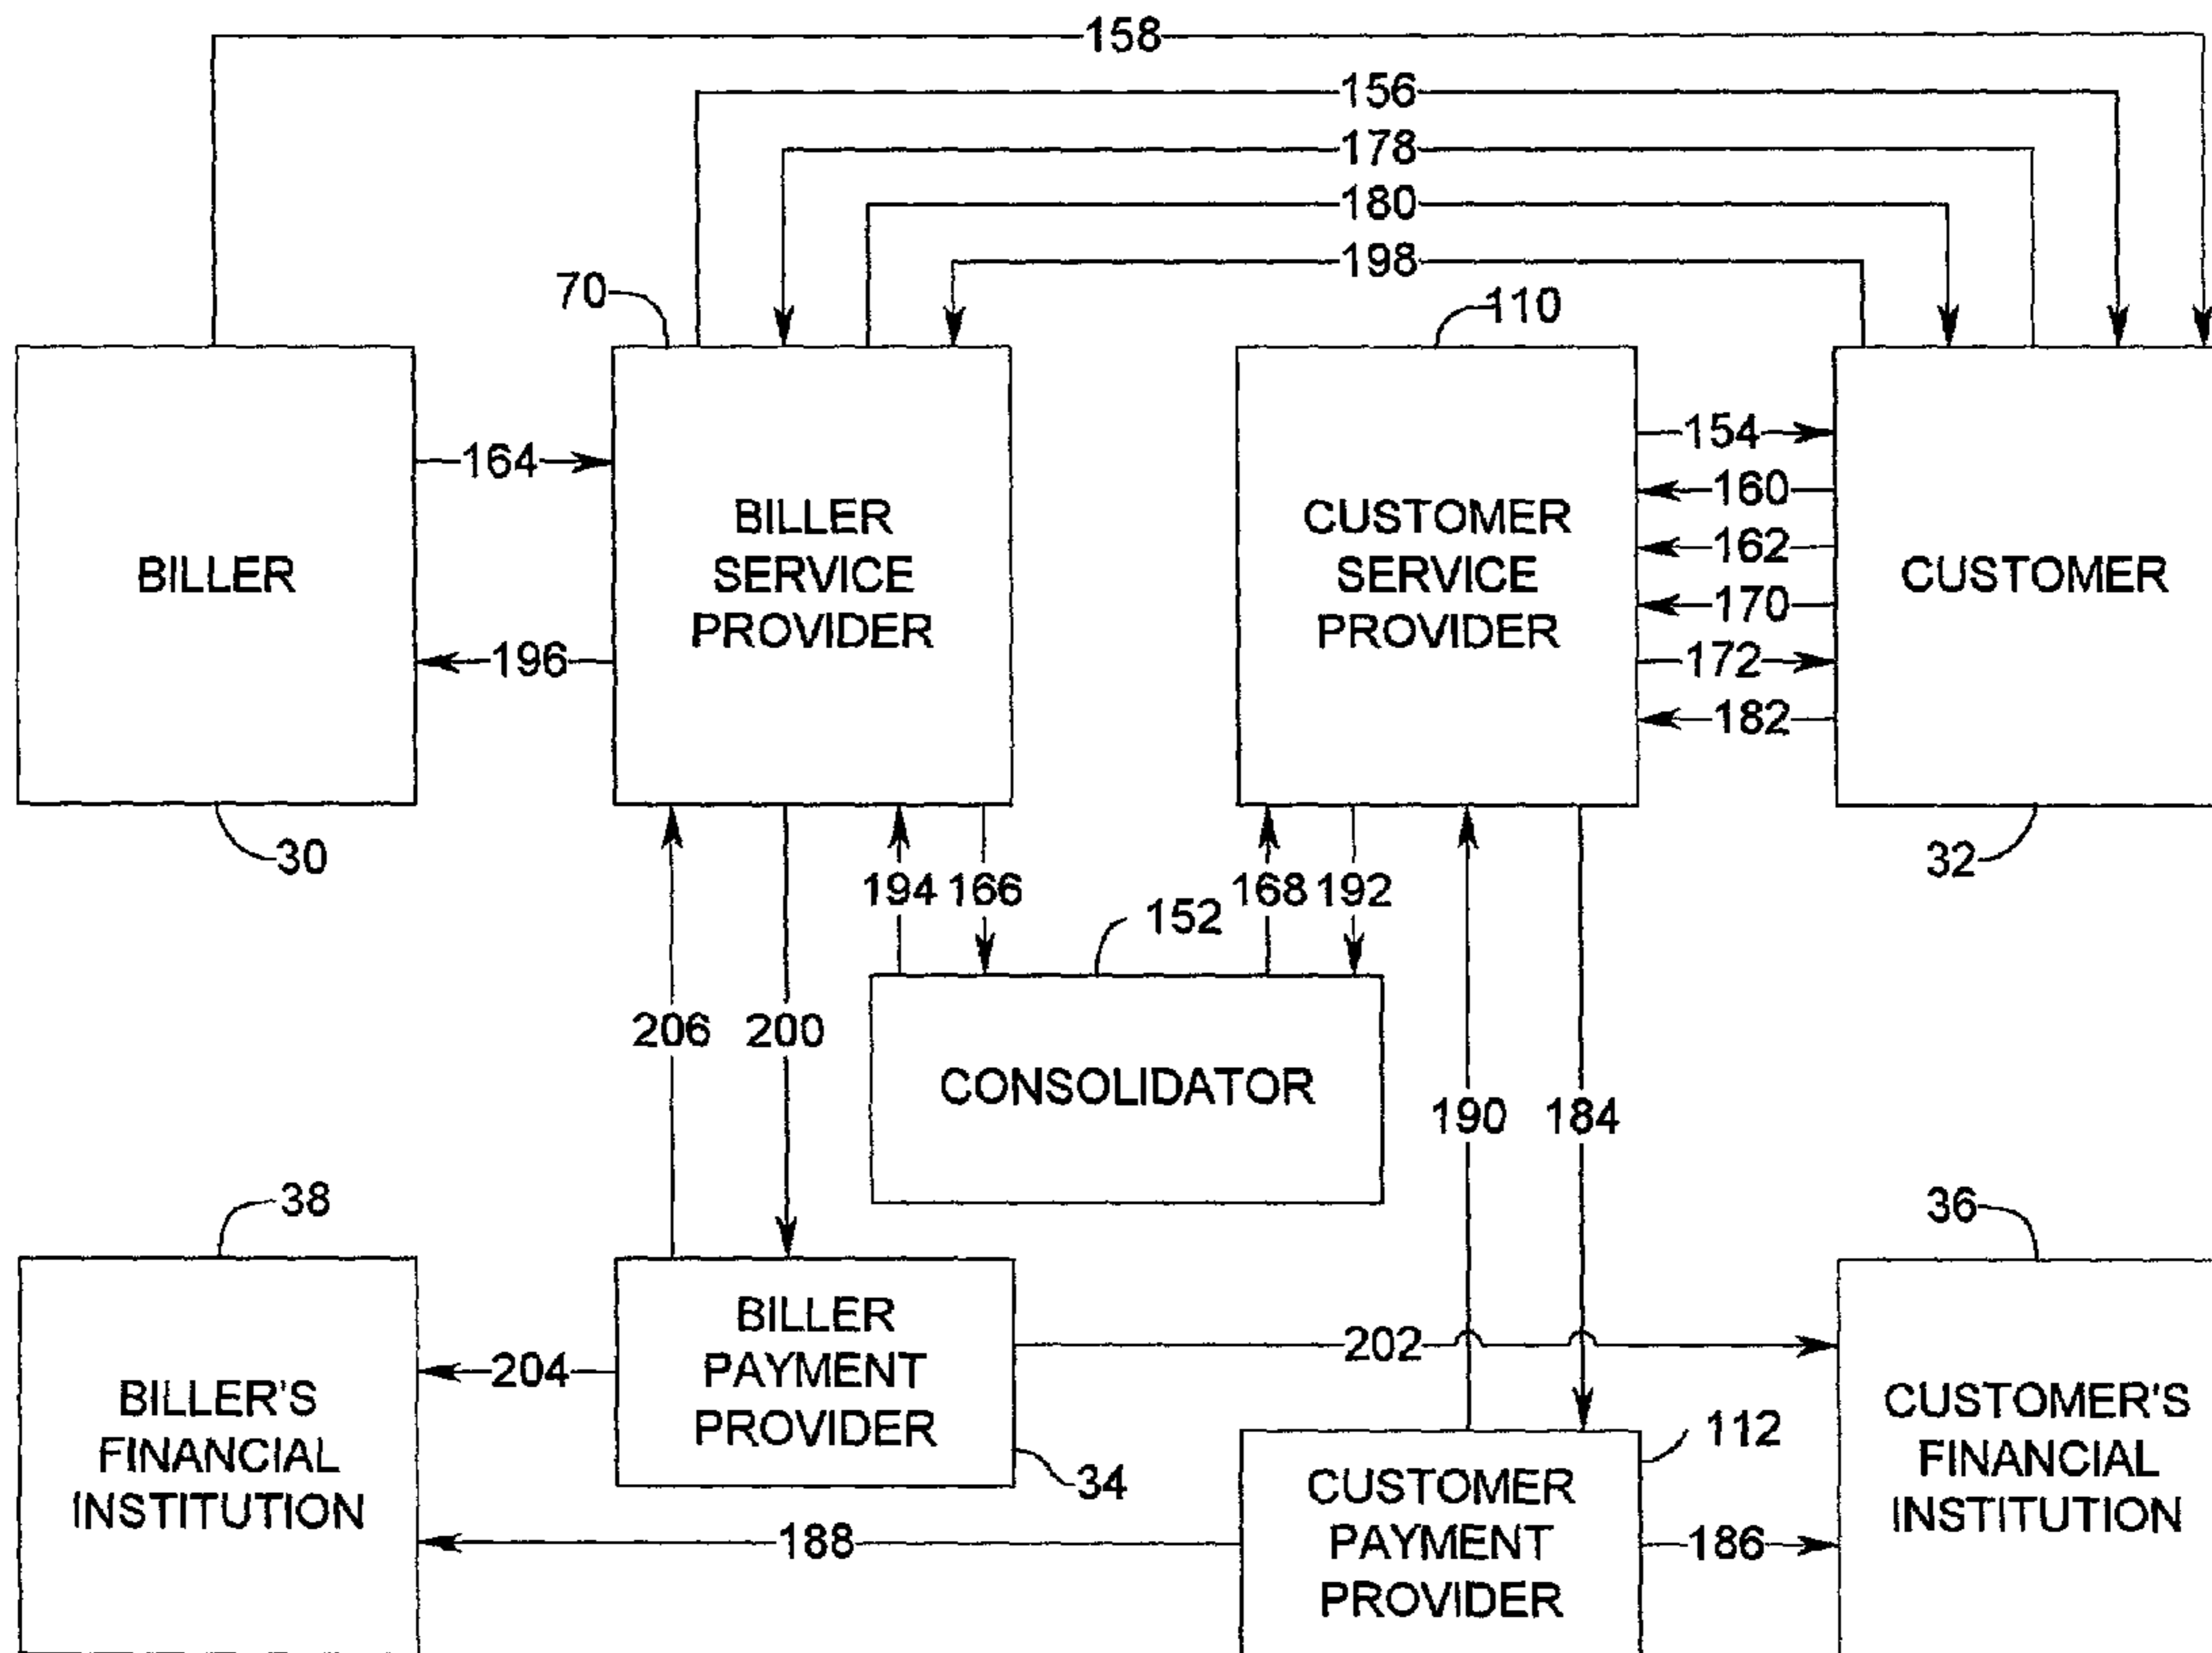 158
156
178
180
198
70
110
154
164
160
BILLER
SERVICE
PROVIDER
CUSTOMER
SERVICE
PROVIDER
162
BILLER
CUSTOMER
170
196
172
182
30
32
194 166
168 192
152
206 200
CONSOLIDATOR
190 184
38
36
BILLER
PAYMENT
PROVIDER
202
204
BILLER'S
FINANCIAL
INSTITUTION
CUSTOMER'S
FINANCIAL
INSTITUTION
112
34
CUSTOMER
PAYMENT
PROVIDER
188
186